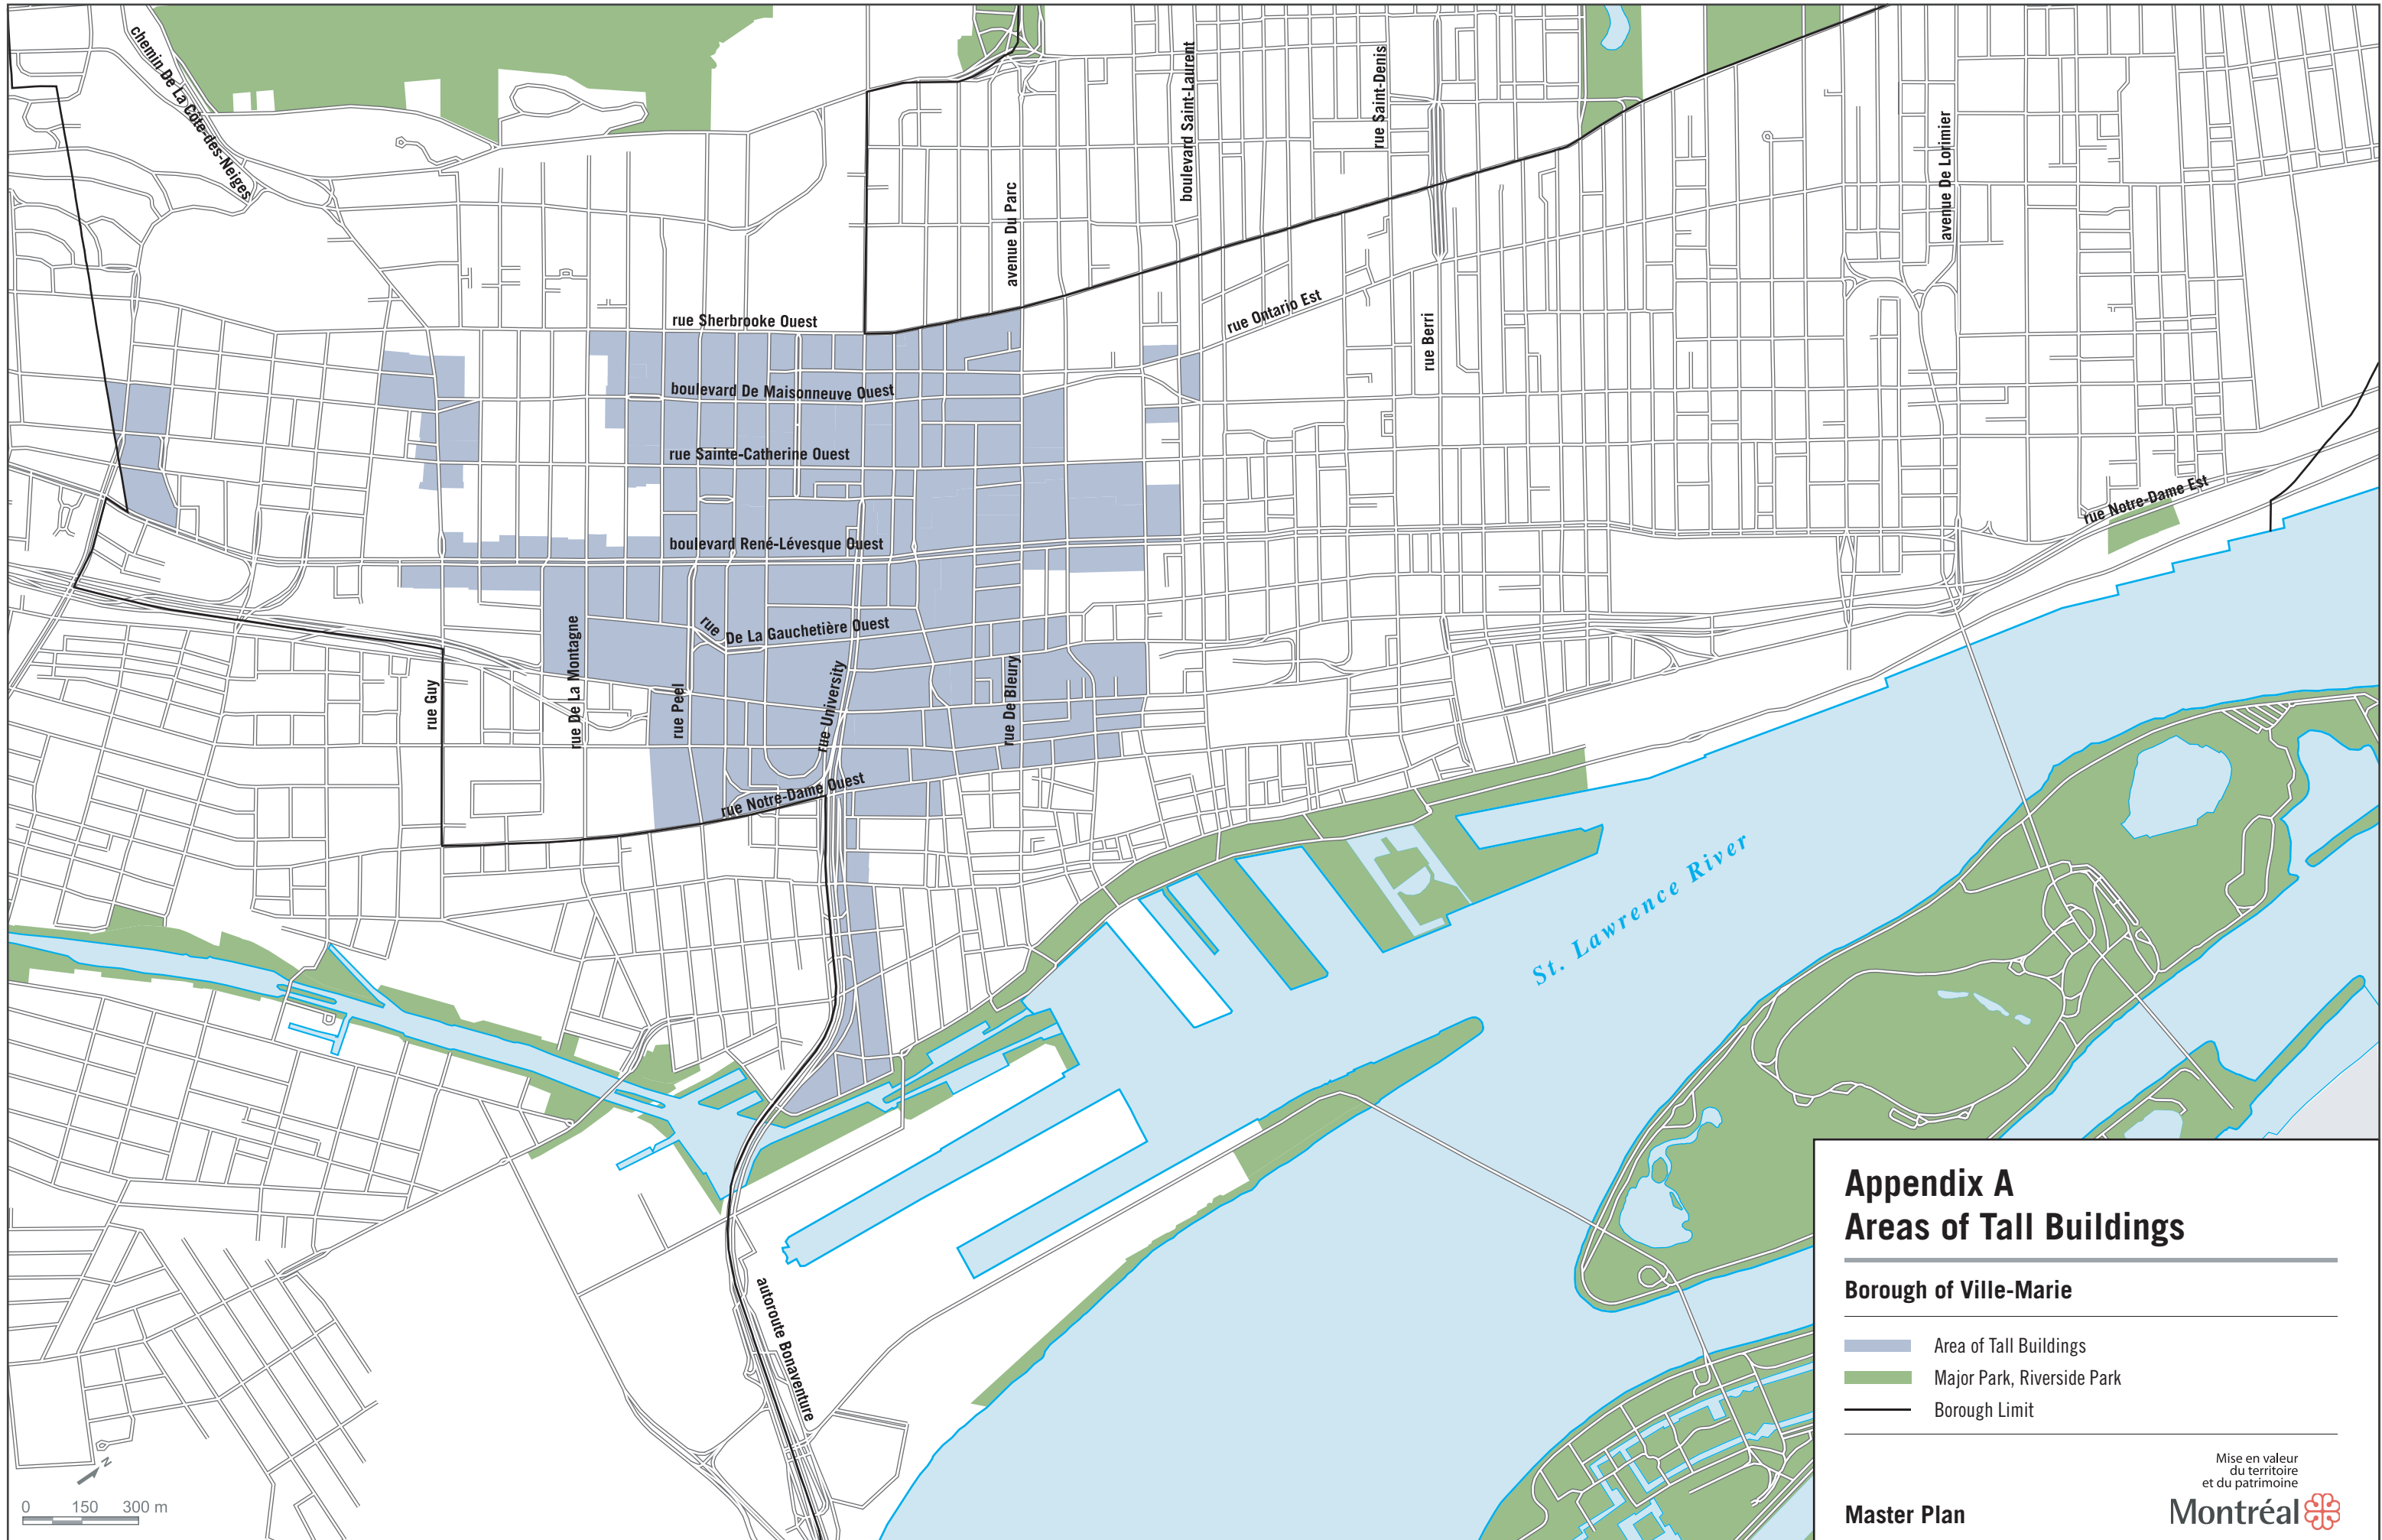 chemin De La Côte-des-Neiges
boulevard Saint-Laurent
rue Saint-Denis
avenue De Lorimier
avenue Du Parc
rue Sherbrooke Ouest
rue Ontario Est
rue Berri
boulevard De Maisonneuve Ouest
rue Sainte-Catherine Ouest
rue Notre-Dame Est
boulevard René-Lévesque Ouest
rue De La Gauchetière Ouest
rue Guy
rue De La Montagne
rue Peel
rue University
rue De Bleury
rue Notre-Dame Ouest
St. Lawrence River
autoroute Bonaventure
N
0 150 300 m
Appendix A
Areas of Tall Buildings
Borough of Ville-Marie
Area of Tall Buildings
Major Park, Riverside Park
Borough Limit
Mise en valeur
du territoire
et du patrimoine
Master Plan
Montréal